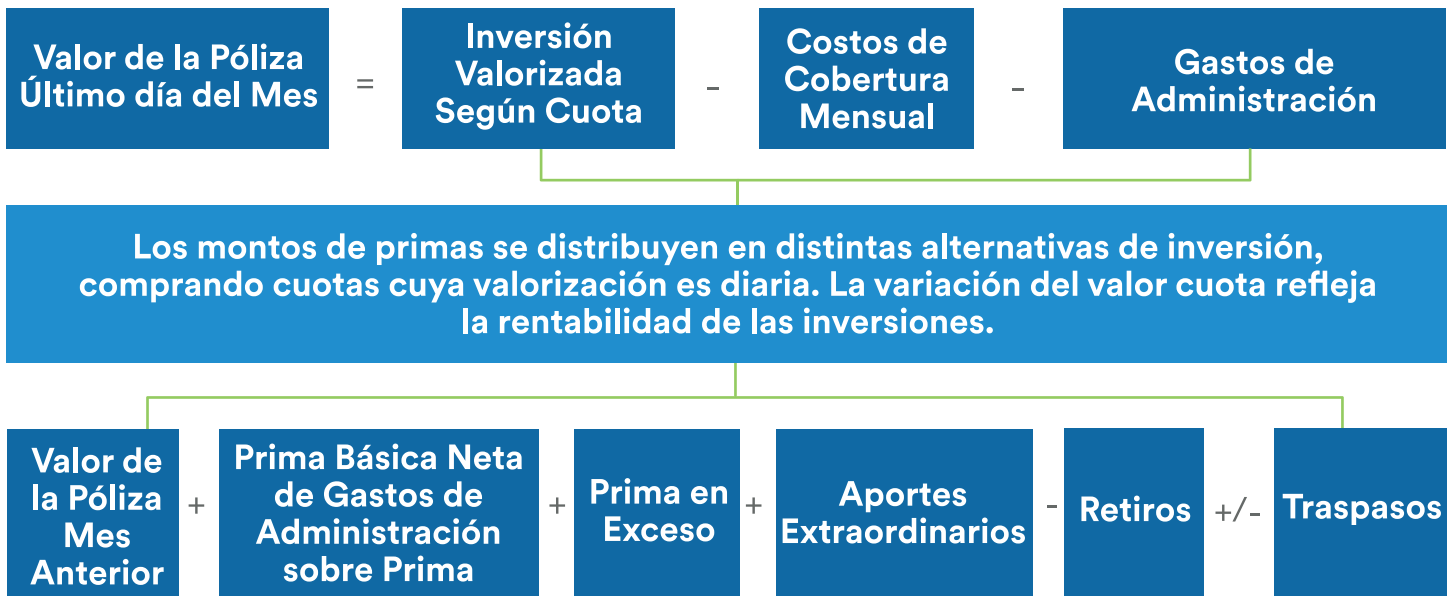 Valor de la Póliza
Último día del Mes
=
Inversión
Valorizada
Según Cuota
-
Costos de
Cobertura
Mensual
-
Gastos de
Administración
Los montos de primas se distribuyen en distintas alternativas de inversión,
comprando cuotas cuya valorización es diaria. La variación del valor cuota refleja
la rentabilidad de las inversiones.
Valor de
la Póliza
Mes
Anterior
+
Prima Básica Neta
de Gastos de
Administración
sobre Prima
+
Prima en
Exceso
+
Aportes
Extraordinarios
-
Retiros
+/-
Traspasos